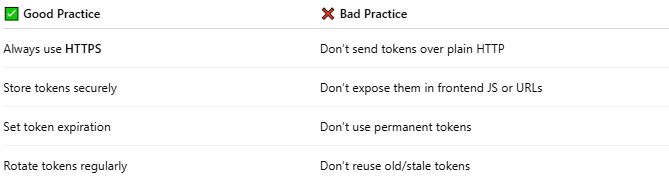 ✅ Good Practice ❌ Bad Practice
Always use HTTPS Don’t send tokens over plain HTTP
Store tokens securely Don’t expose them in frontend JS or URLs
Set token expiration Don’t use permanent tokens
Rotate tokens regularly Don’t reuse old/stale tokens